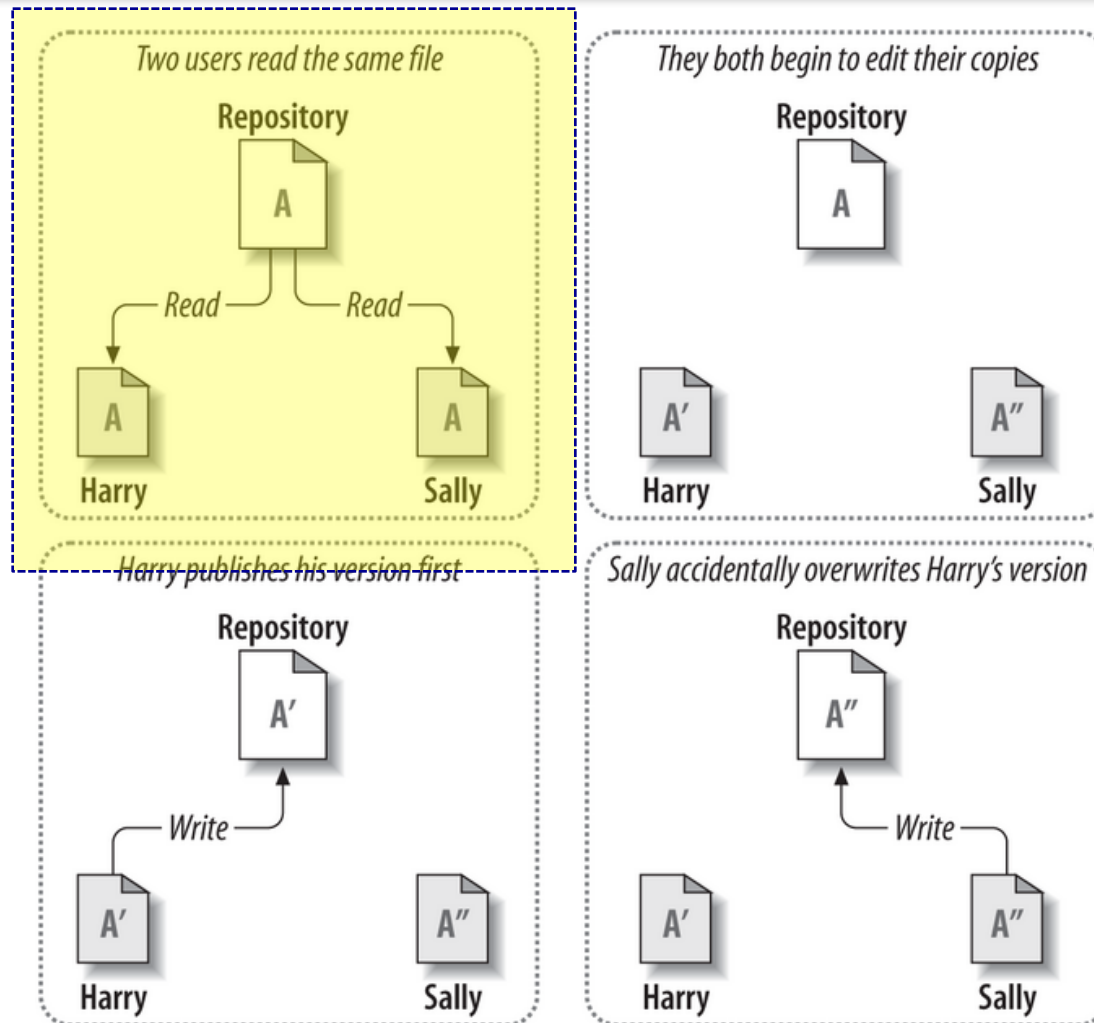 Two users read the same file
Repository
A
Read Read
A A
Harry Sally
They both begin to edit their copies
Repository
A
A′ A″
Harry Sally
Harry publishes his version first
Repository
A′
Write
A′ A″
Harry Sally
Sally accidentally overwrites Harry’s version
Repository
A″
Write
A′ A″
Harry Sally